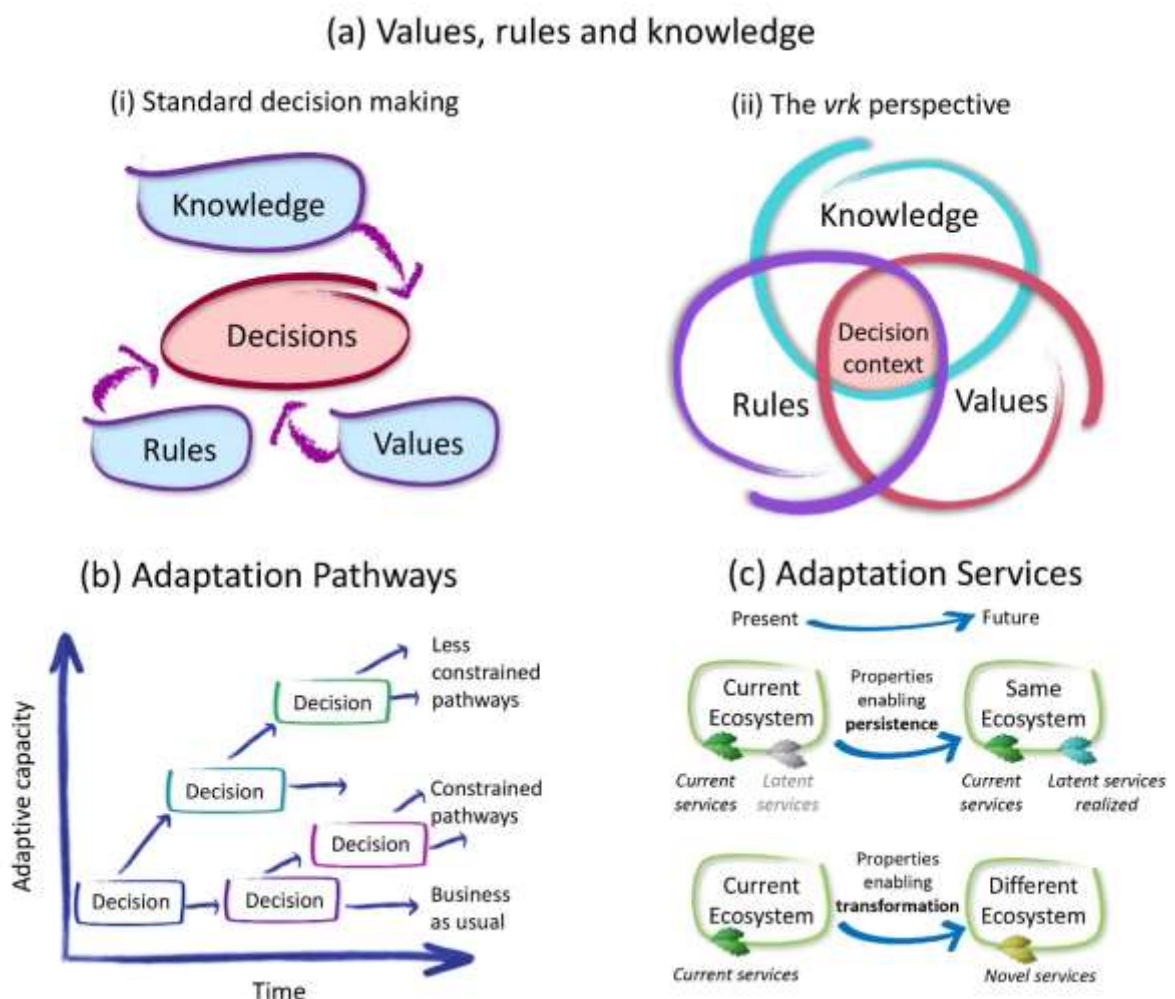 (a) Values, rules and knowledge
(i) Standard decision making
Knowledge
Decisions
Rules
Values
(ii) The vrk perspective
Knowledge
Decision
context
Rules
Values
(b) Adaptation Pathways
Adaptive capacity
Less
constrained
pathways
Decision
Decision
Constrained
pathways
Decision
Decision
Decision
Business
as usual
Time
(c) Adaptation Services
Present
Future
Current
Ecosystem
Properties
enabling
persistence
Same
Ecosystem
Current
services
Latent
services
Current
services
Latent services
realized
Current
Ecosystem
Properties
enabling
transformation
Different
Ecosystem
Current services
Novel services